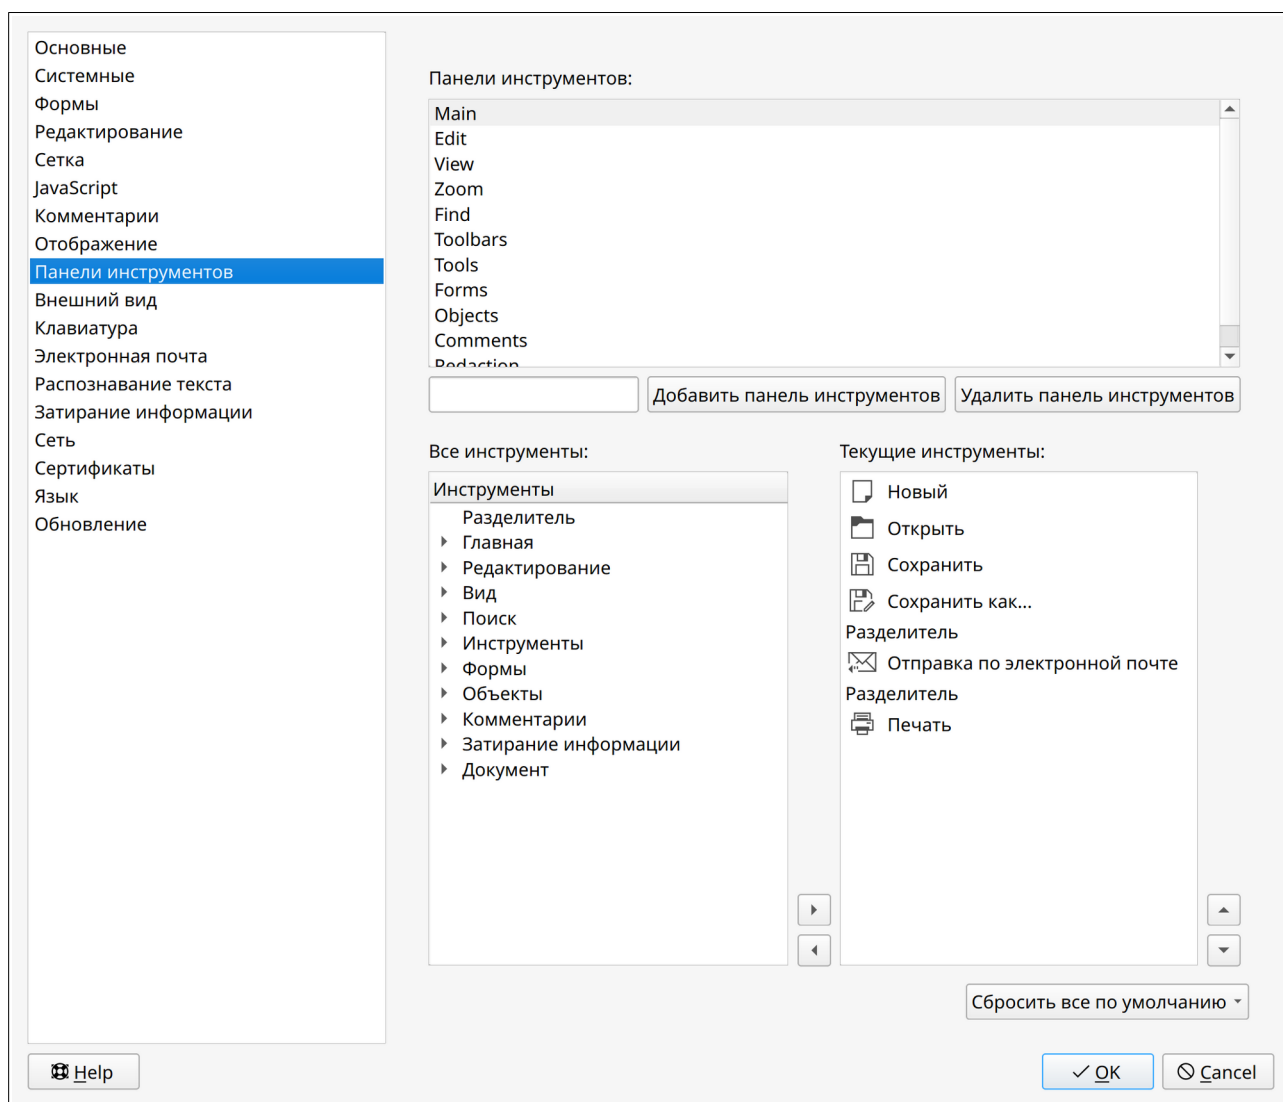 Основные
Системные
Формы
Редактирование
Сетка
JavaScript
Комментарии
Отображение
Панели инструментов
Внешний вид
Клавиатура
Электронная почта
Распознавание текста
Затирание информации
Сеть
Сертификаты
Язык
Обновление
Панели инструментов:
Main
Edit
View
Zoom
Find
Toolbars
Tools
Forms
Objects
Comments
Redaction
Добавить панель инструментов
Удалить панель инструментов
Все инструменты:
Инструменты
Разделитель
Главная
Редактирование
Вид
Поиск
Инструменты
Формы
Объекты
Комментарии
Затирание информации
Документ
Текущие инструменты:
Новый
Открыть
Сохранить
Сохранить как...
Разделитель
Отправка по электронной почте
Разделитель
Печать
Сбросить все по умолчанию
Help
OK
Cancel